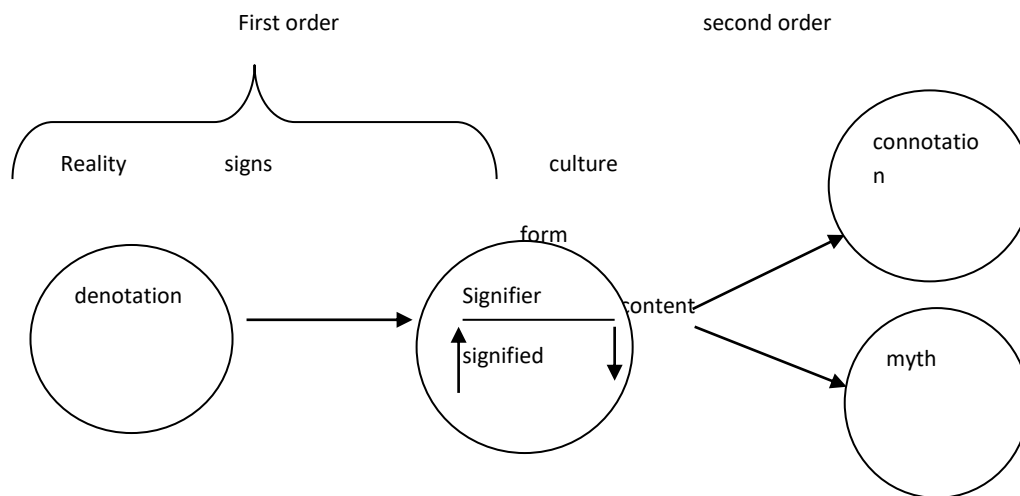 First order second order
Reality signs culture
connotatio
n
form
denotation
Signifier
content
signified
myth